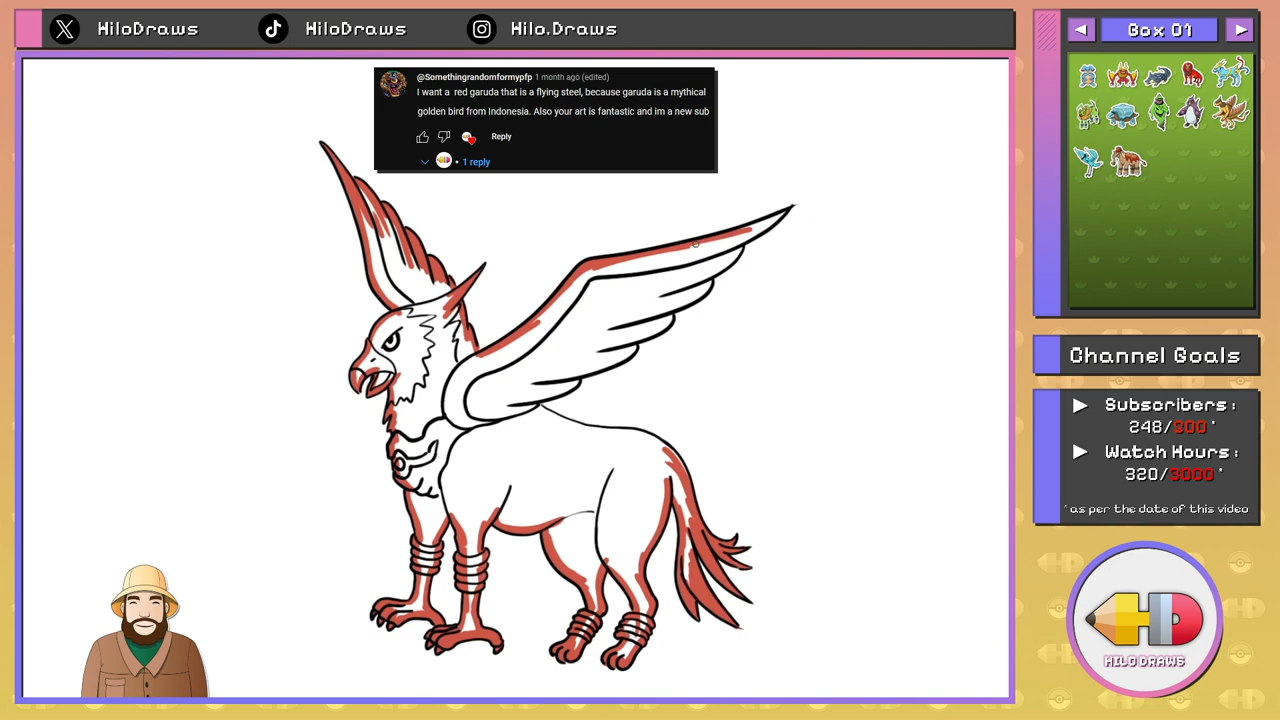 HiloDraws
HiloDraws
Hilo.Draws
Box 01
@Somethingrandomformypfp 1 month ago (edited)
I want a red garuda that is a flying steel, because garuda is a mythical
golden bird from Indonesia. Also your art is fantastic and im a new sub
Reply
• 1 reply
Channel Goals
Subscribers:
248/300*
Watch Hours:
320/3000*
*as per the date of this video
HD
HILO DRAWS